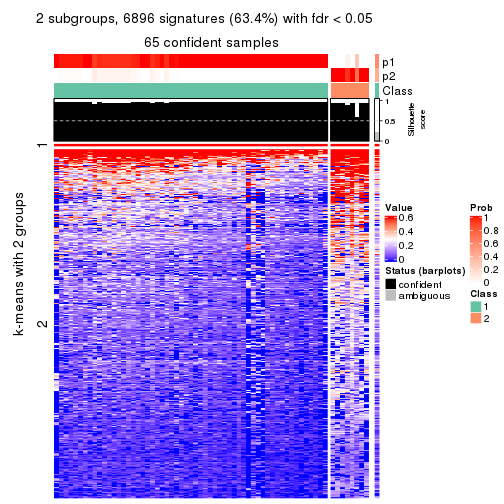 2 subgroups, 6896 signatures (63.4%) with fdr < 0.05
65 confident samples
p1
p2
Class
1
0.5
0
Silhouette
score
1
2
k-means with 2 groups
Value
0.6
0.4
0.2
0
Status (barplots)
confident
ambiguous
Prob
1
0.8
0.6
0.4
0.2
0
Class
1
2